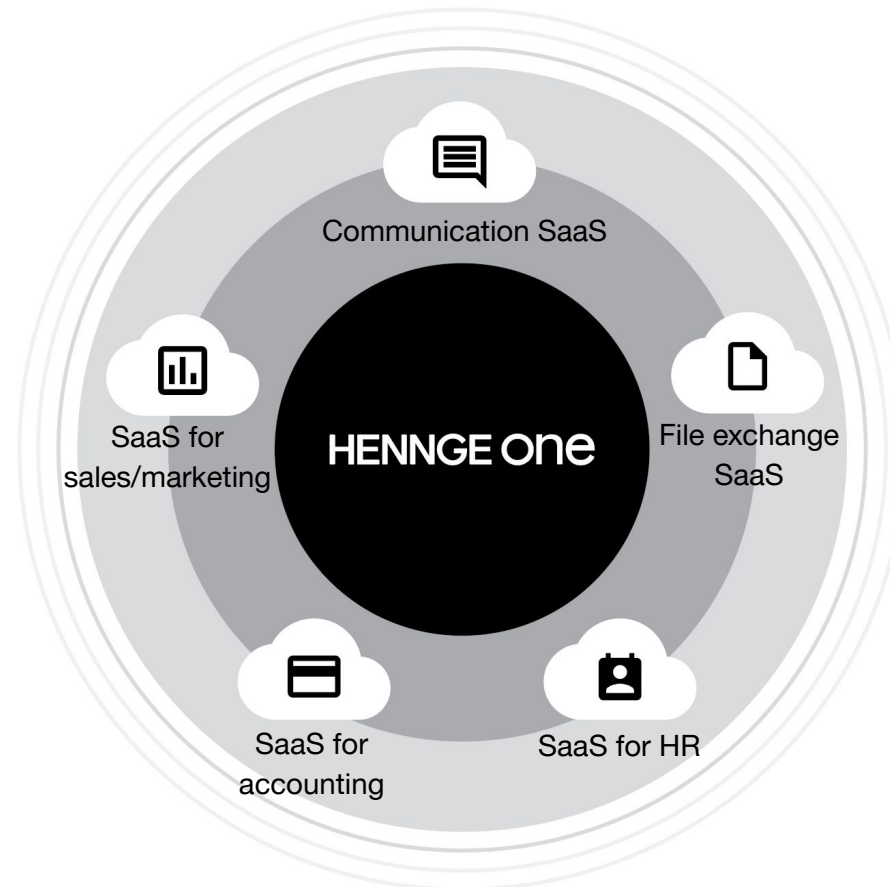 Communication SaaS
SaaS for
sales/marketing
HENNGE one
File exchange
SaaS
SaaS for
accounting
SaaS for HR